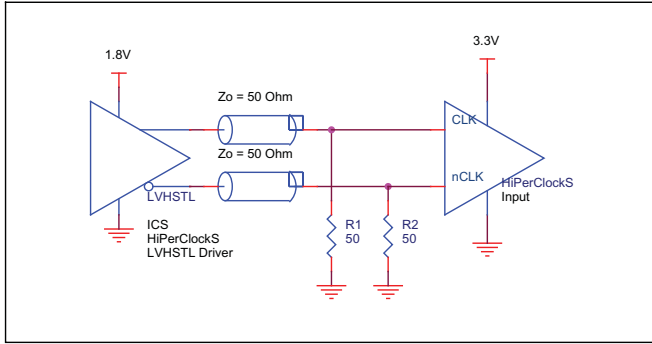 1.8V
3.3V
Zo = 50 Ohm
CLK
Zo = 50 Ohm
nCLK
HiPerClockS
Input
LVHSTL
ICS
HiPerClockS
LVHSTL Driver
R1
50
R2
50